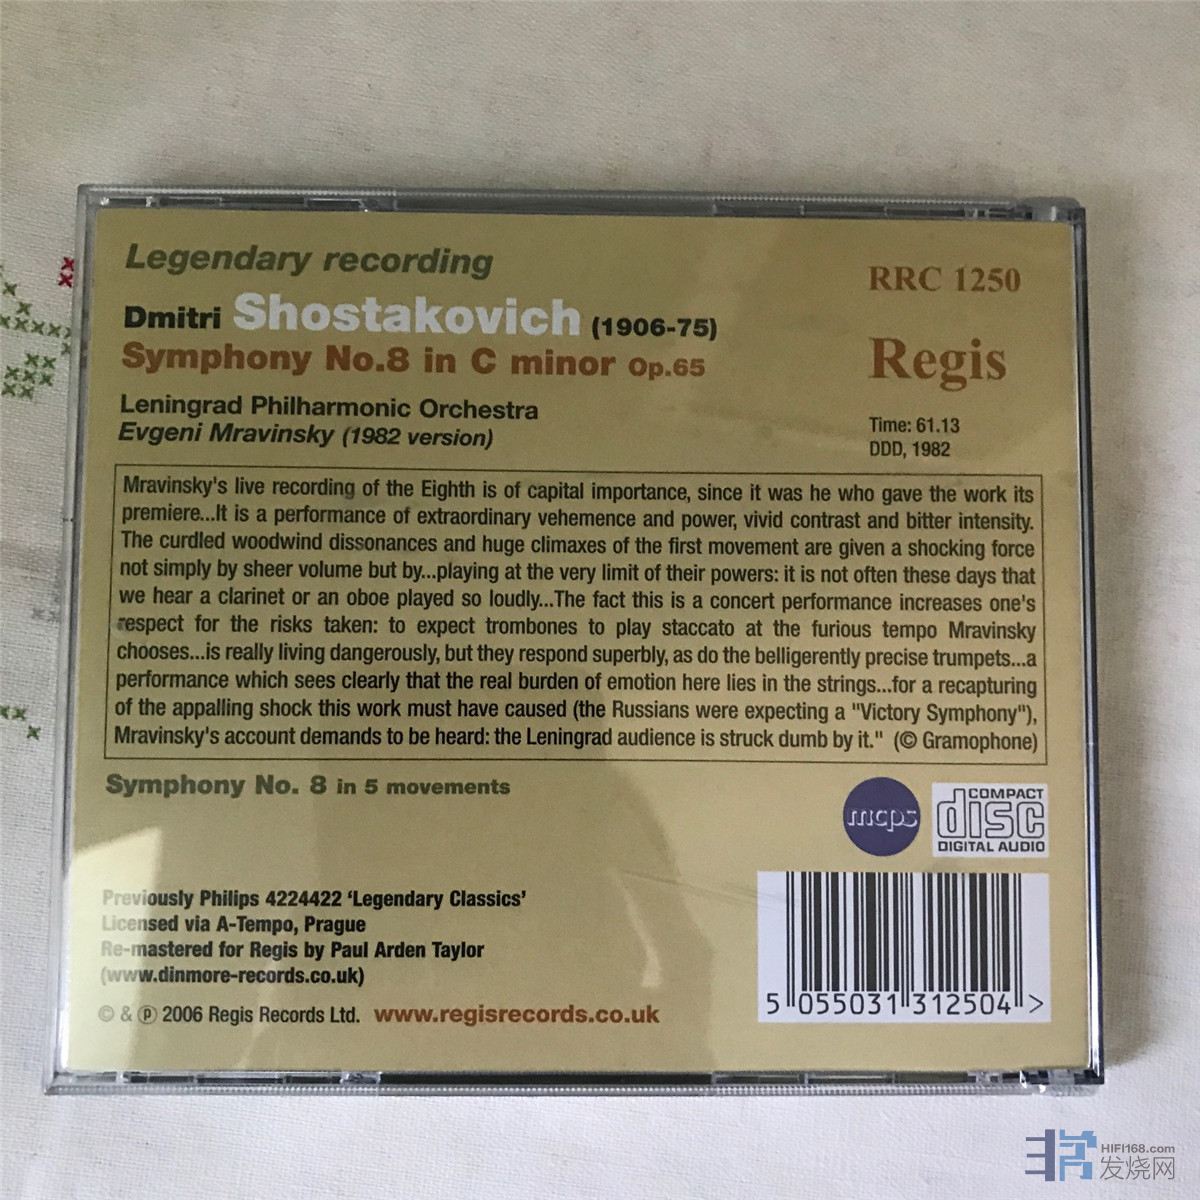 Legendary recording
RRC 1250
Dmitri Shostakovich (1906-75)
Symphony No.8 in C minor Op.65
Regis
Leningrad Philharmonic Orchestra
Evgeni Mravinsky (1982 version)
Time: 61.13
DDD, 1982
Mravinsky's live recording of the Eighth is of capital importance, since it was he who gave the work its
premiere...It is a performance of extraordinary vehemence and power, vivid contrast and bitter intensity.
The curdled woodwind dissonances and huge climaxes of the first movement are given a shocking force
not simply by sheer volume but by...playing at the very limit of their powers: it is not often these days that
we hear a clarinet or an oboe played so loudly...The fact this is a concert performance increases one's
respect for the risks taken: to expect trombones to play staccato at the furious tempo Mravinsky
chooses...is really living dangerously, but they respond superbly, as do the belligerently precise trumpets...a
performance which sees clearly that the real burden of emotion here lies in the strings...for a recapturing
of the appalling shock this work must have caused (the Russians were expecting a "Victory Symphony"),
Mravinsky's account demands to be heard: the Leningrad audience is struck dumb by it." (© Gramophone)
Symphony No. 8 in 5 movements
mcps
COMPACT
disc
DIGITAL AUDIO
Previously Philips 4224422 ‘Legendary Classics’
Licensed via A-Tempo, Prague
Re-mastered for Regis by Paul Arden Taylor
(www.dinmore-records.co.uk)
© & ℗ 2006 Regis Records Ltd. www.regisrecords.co.uk
5 055031 312504 >
HIFI168.com
发烧网